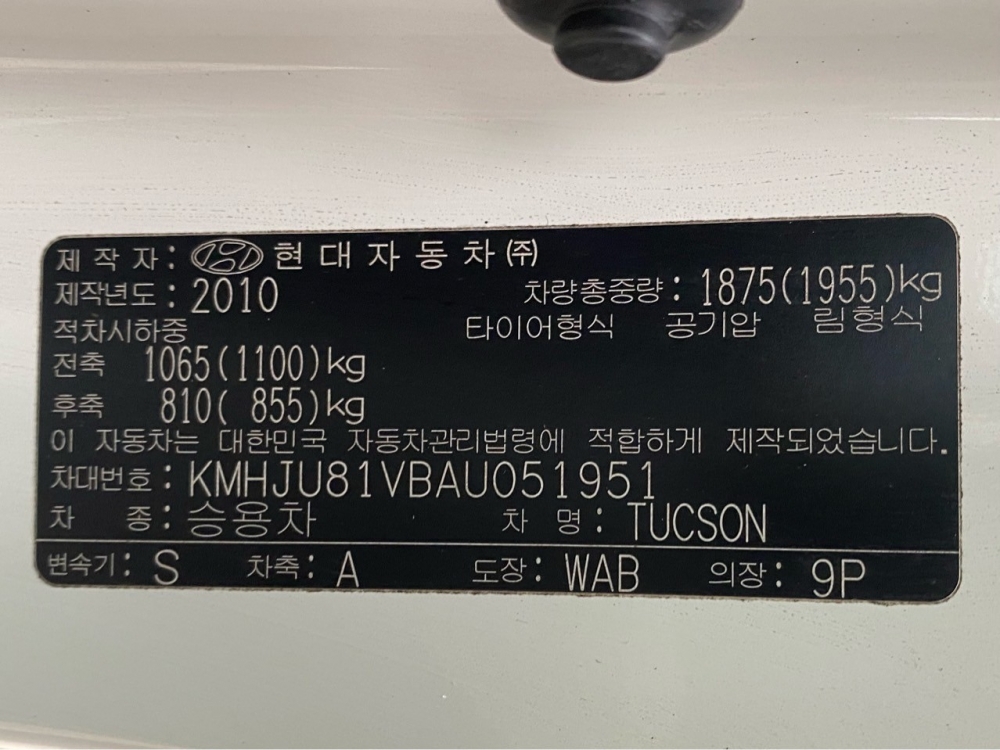 제 작 자 : 현 대 자 동 차 ㈜
제작년도 : 2010
차량총중량 : 1875(1955)kg
적차시하중
타이어형식 공기압 림형식
전축 1065(1100)kg
후축 810( 855)kg
이 자동차는 대한민국 자동차관리법령에 적합하게 제작되었습니다.
차대번호 : KMHJU81VBAU051951
차 종 : 승용차 차 명 : TUCSON
변속기 : S 차축 : A 도장 : WAB 의장 : 9P